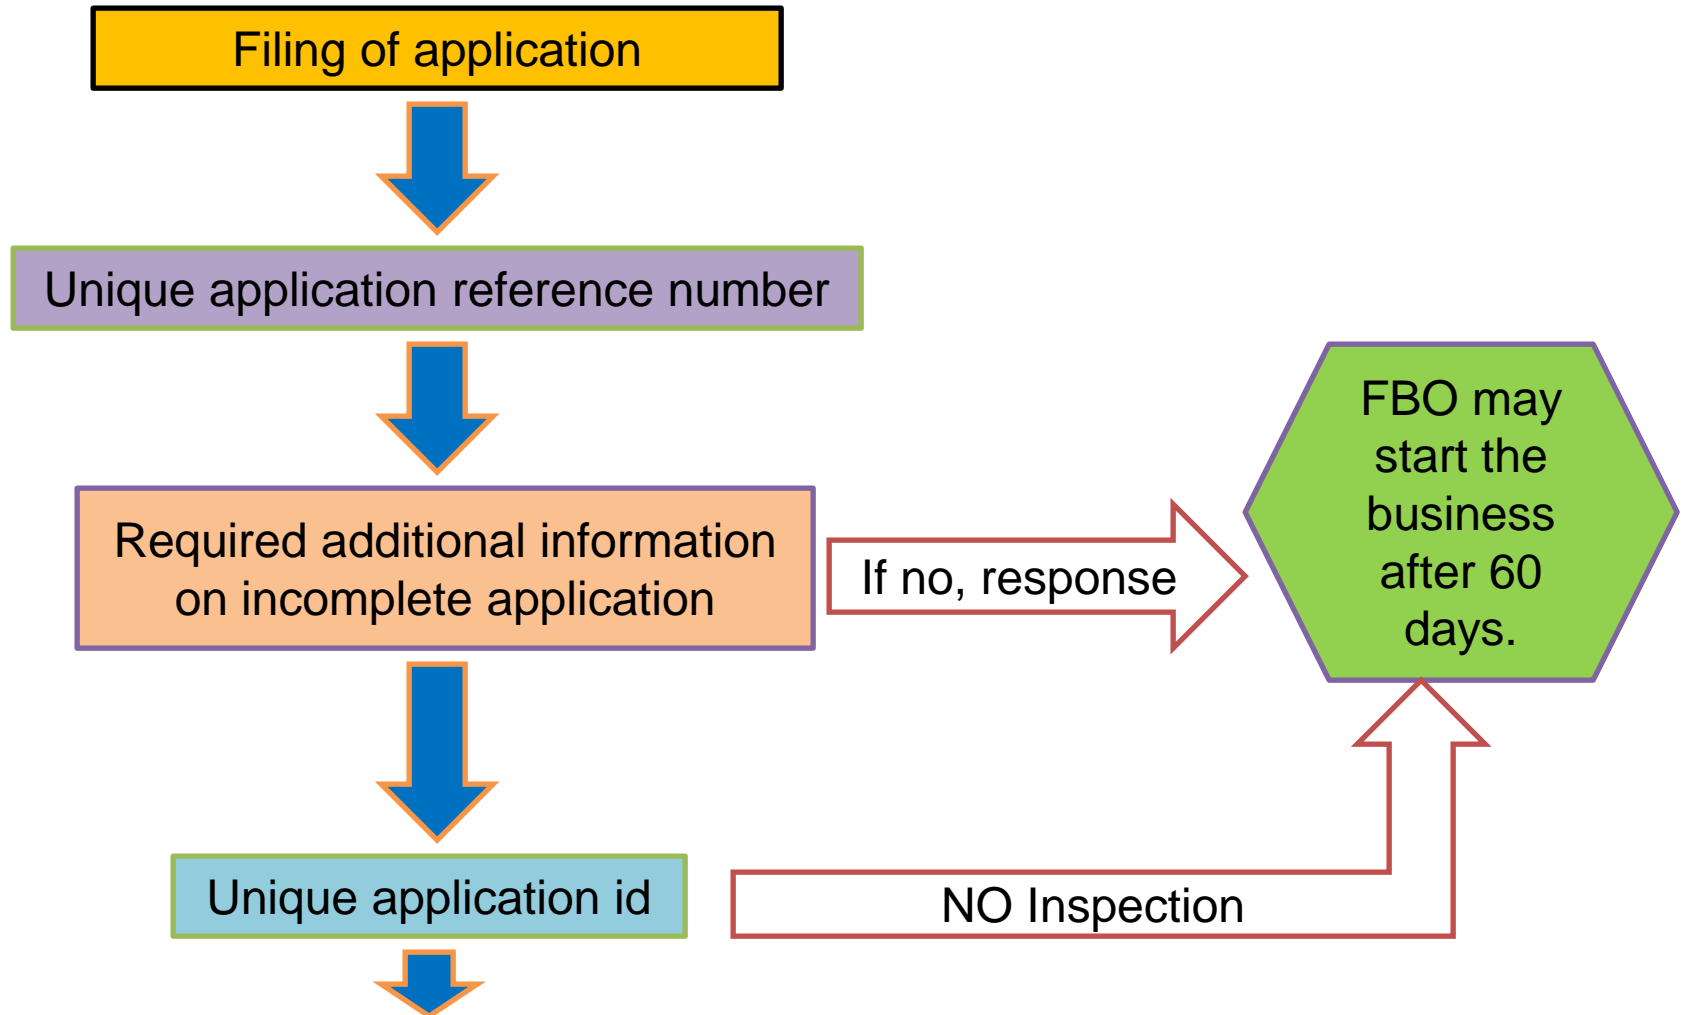 Filing of application
Unique application reference number
Required additional information
on incomplete application
If no, response
FBO may
start the
business
after 60
days.
Unique application id
NO Inspection